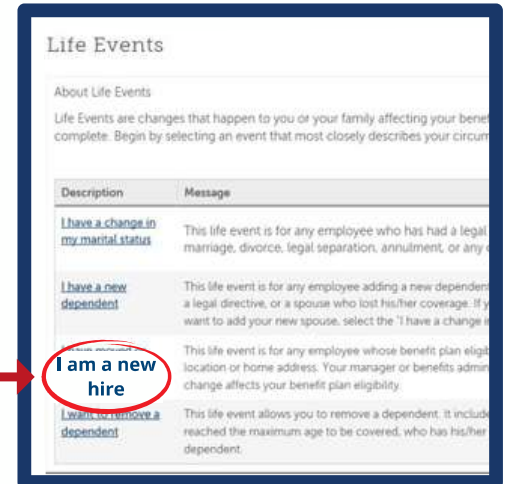 Life Events
About Life Events
Life Events are changes that happen to you or your family affecting your
complete. Begin by selecting an event that most closely describes your
Description Message
I have a change in
my marital status
This life event is for any employee who has had a legal
marriage, divorce, legal separation, annulment, or any
I have a new
dependent
This life event is for any employee adding a new dependent
a legal directive, or a spouse who lost his/her coverage. If
want to add your new spouse, select the "I have a change
I am a new
hire
This life event is for any employee whose benefit plan
location or home address. Your manager or benefits
change affects your benefit plan eligibility.
I want to remove a
dependent
This life event allows you to remove a dependent. It
reached the maximum age to be covered, who has his/her
dependent.